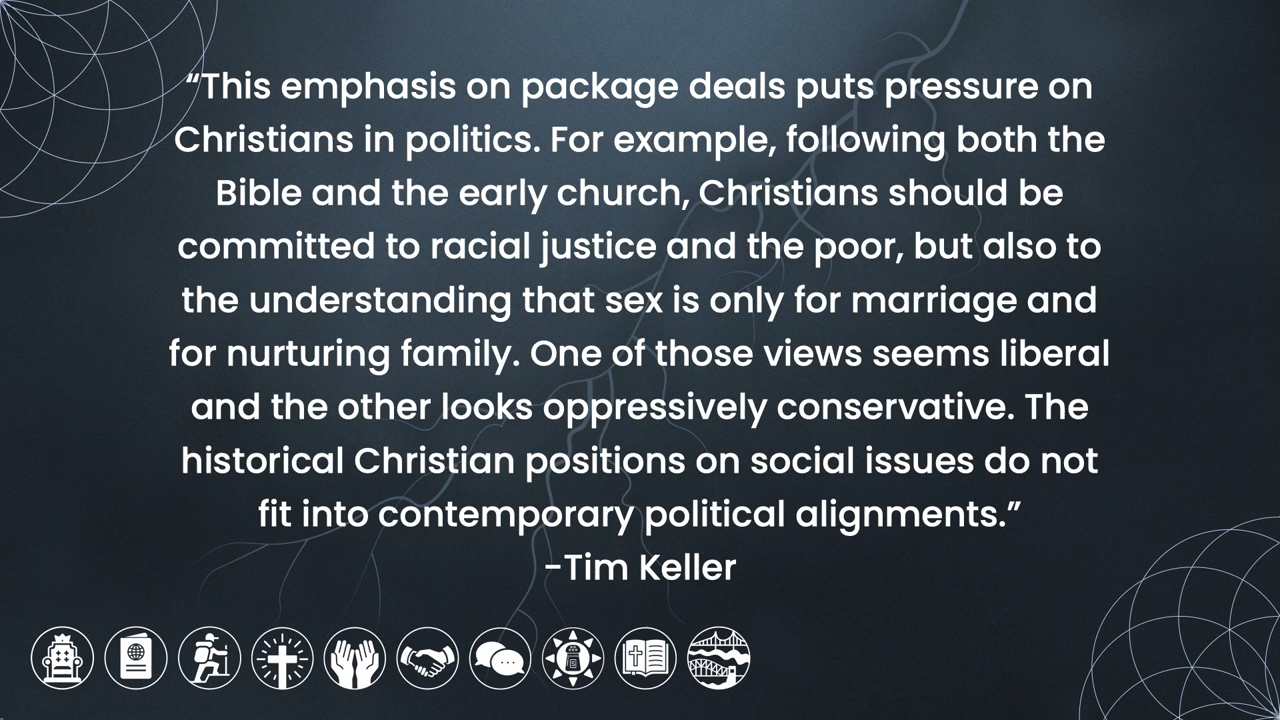 “This emphasis on package deals puts pressure on
Christians in politics. For example, following both the
Bible and the early church, Christians should be
committed to racial justice and the poor, but also to
the understanding that sex is only for marriage and
for nurturing family. One of those views seems liberal
and the other looks oppressively conservative. The
historical Christian positions on social issues do not
fit into contemporary political alignments.”
-Tim Keller